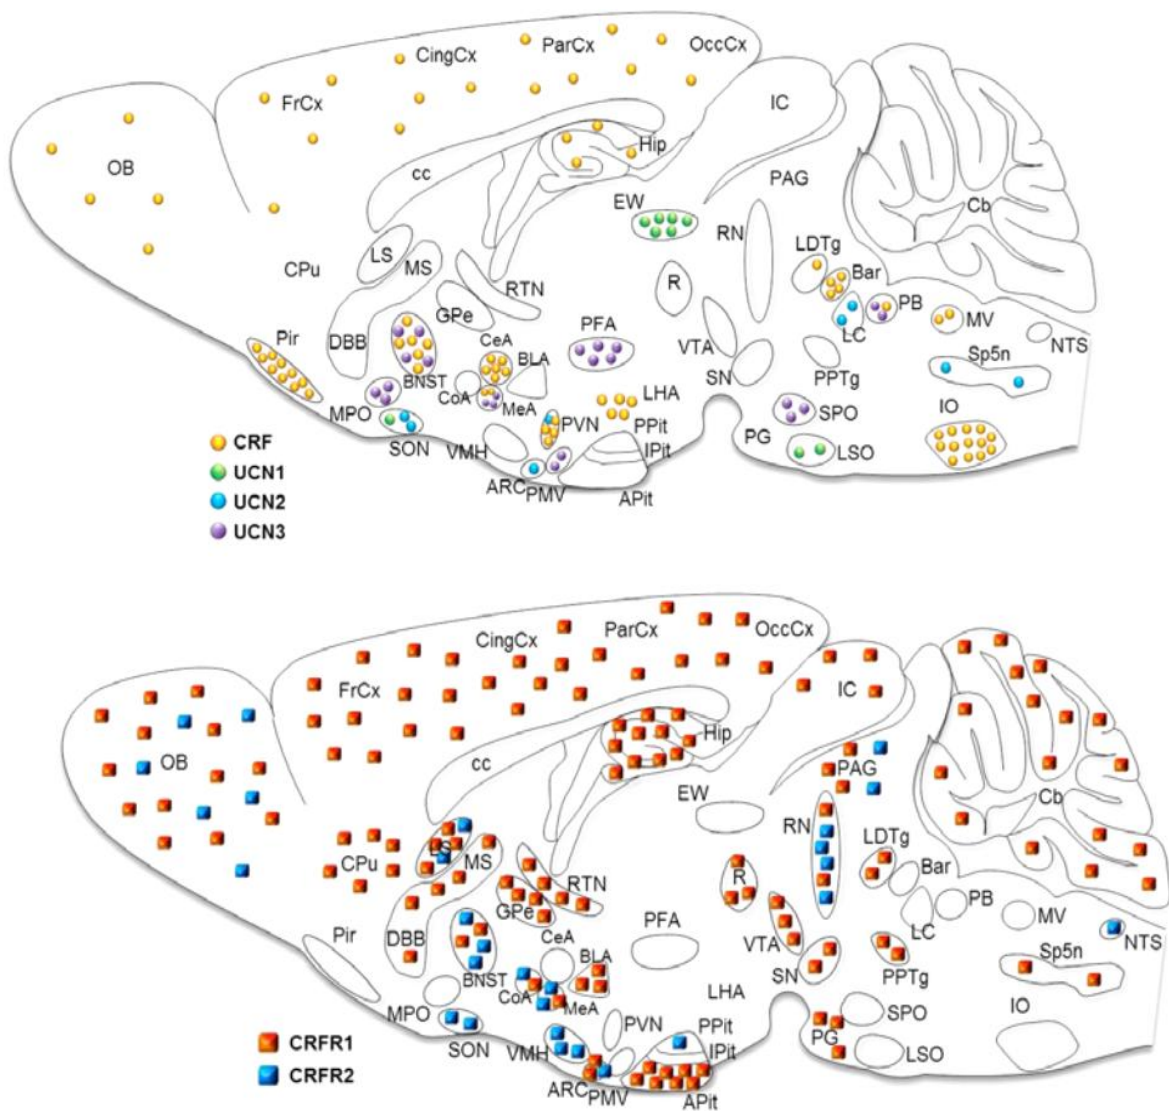 CingCx
ParCx
OccCx
FrCx
IC
OB
Hip
cc
PAG
EW
RN
Cb
LS
MS
LDTg
CPu
Bar
R
RTN
GPe
PB
MV
Pir
DBB
CeA
PFA
VTA
LC
NTS
BLA
Sp5n
BNST
CoA
SN
PPTg
MPO
MeA
LHA
SPO
IO
SON
PVN
PPit
PG
VMH
IPit
LSO
ARC
PMV
APit
CRF
UCN1
UCN2
UCN3
CingCx
ParCx
OccCx
FrCx
IC
OB
Hip
cc
PAG
EW
Cb
RN
LS
MS
LDTg
CPu
Bar
R
RTN
GPe
PB
MV
Pir
DBB
CeA
PFA
VTA
LC
NTS
BLA
Sp5n
BNST
SN
PPTg
CoA
MeA
LHA
MPO
SPO
IO
PVN
PPit
PG
SON
VMH
IPit
LSO
ARC
PMV
APit
CRFR1
CRFR2